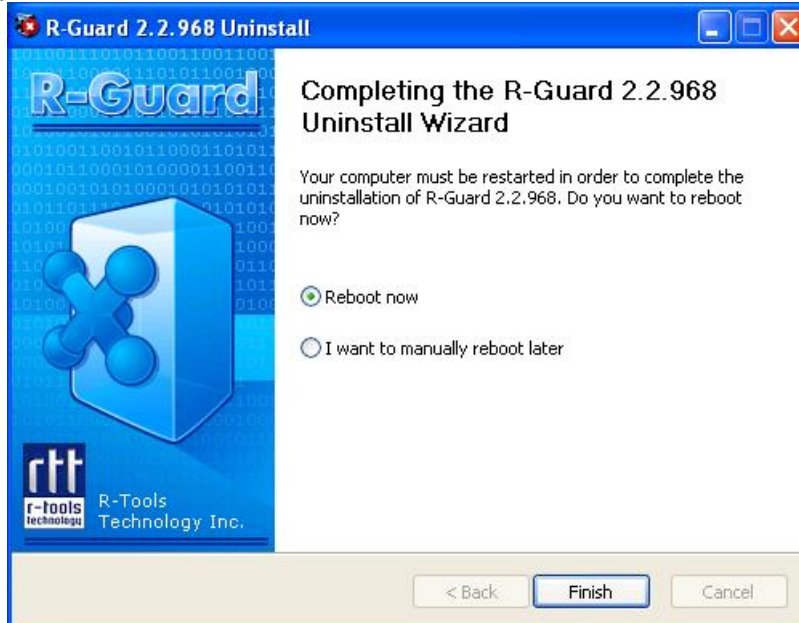 R-Guard 2.2.968 Uninstall
R-Guard
Completing the R-Guard 2.2.968
Uninstall Wizard
Your computer must be restarted in order to complete the
uninstallation of R-Guard 2.2.968. Do you want to reboot
now?
Reboot now
I want to manually reboot later
rtt
r-tools
technology
R-Tools
Technology Inc.
< Back
Finish
Cancel